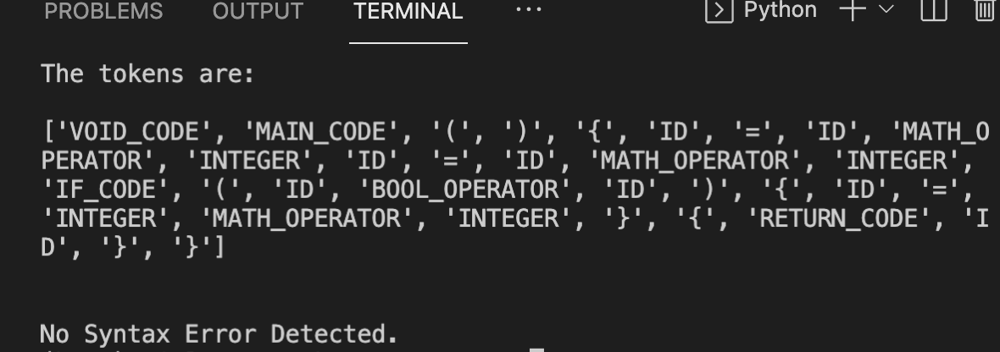 PROBLEMS OUTPUT TERMINAL ··· Python
The tokens are:
['VOID_CODE', 'MAIN_CODE', '(', ')', '{', 'ID', '=', 'ID', 'MATH_O
PERATOR', 'INTEGER', 'ID', '=', 'ID', 'MATH_OPERATOR', 'INTEGER',
'IF_CODE', '(', 'ID', 'BOOL_OPERATOR', 'ID', ')', '{', 'ID', '=',
'INTEGER', 'MATH_OPERATOR', 'INTEGER', '}', '{', 'RETURN_CODE', 'I
D', '}', '}']
No Syntax Error Detected.